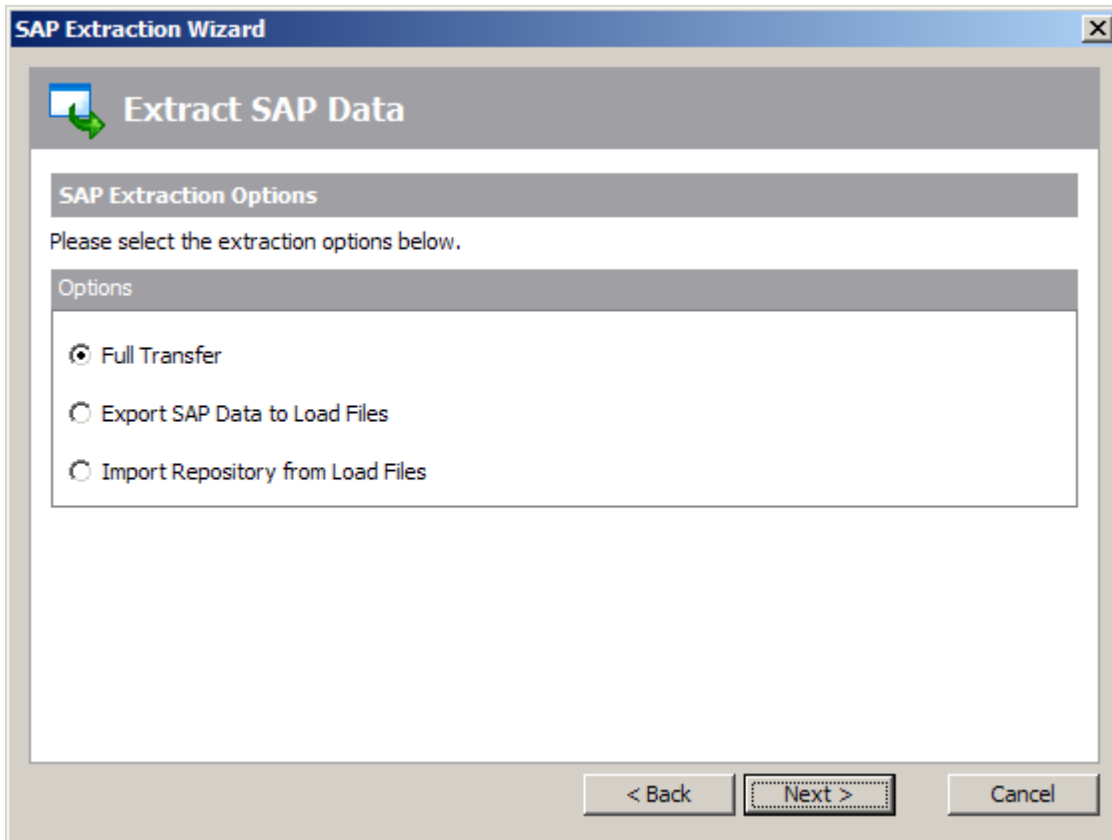 SAP Extraction Wizard
Extract SAP Data
SAP Extraction Options
Please select the extraction options below.
Options
Full Transfer
Export SAP Data to Load Files
Import Repository from Load Files
< Back Next > Cancel